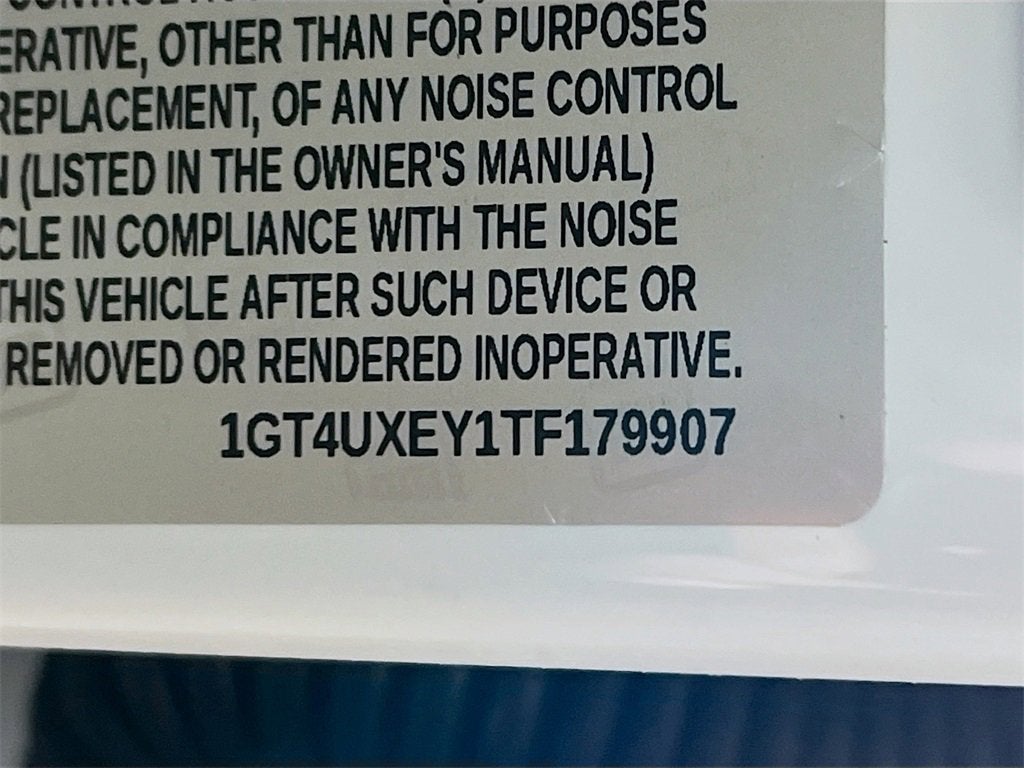 ERATIVE, OTHER THAN FOR PURPOSES
REPLACEMENT, OF ANY NOISE CONTROL
(LISTED IN THE OWNER'S MANUAL)
CLE IN COMPLIANCE WITH THE NOISE
THIS VEHICLE AFTER SUCH DEVICE OR
REMOVED OR RENDERED INOPERATIVE.
1GT4UXEY1TF179907